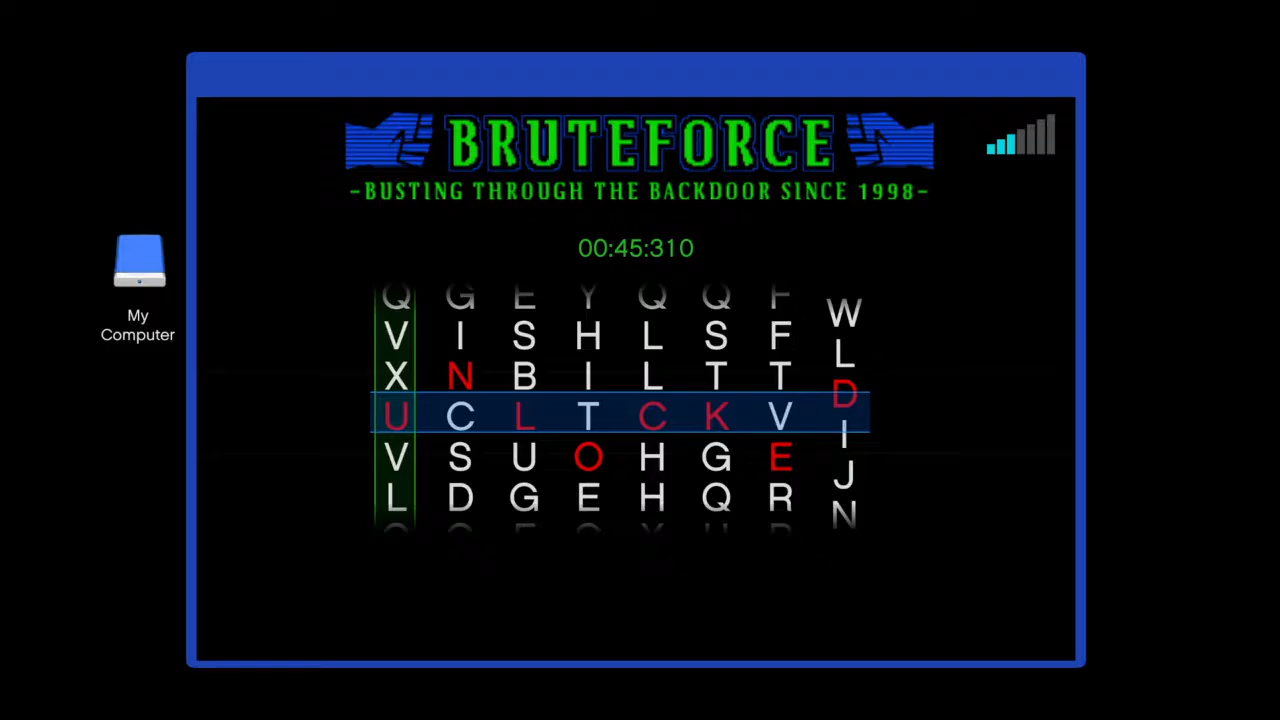 BRUTEFORCE
-BUSTING THROUGH THE BACKDOOR SINCE 1998-
00:45:310
My
Computer
Q G E Y Q Q F W
V I S H L S F L
X N B I L T T D
U C L T C K V I
V S U O H G E J
L D G E H Q R N